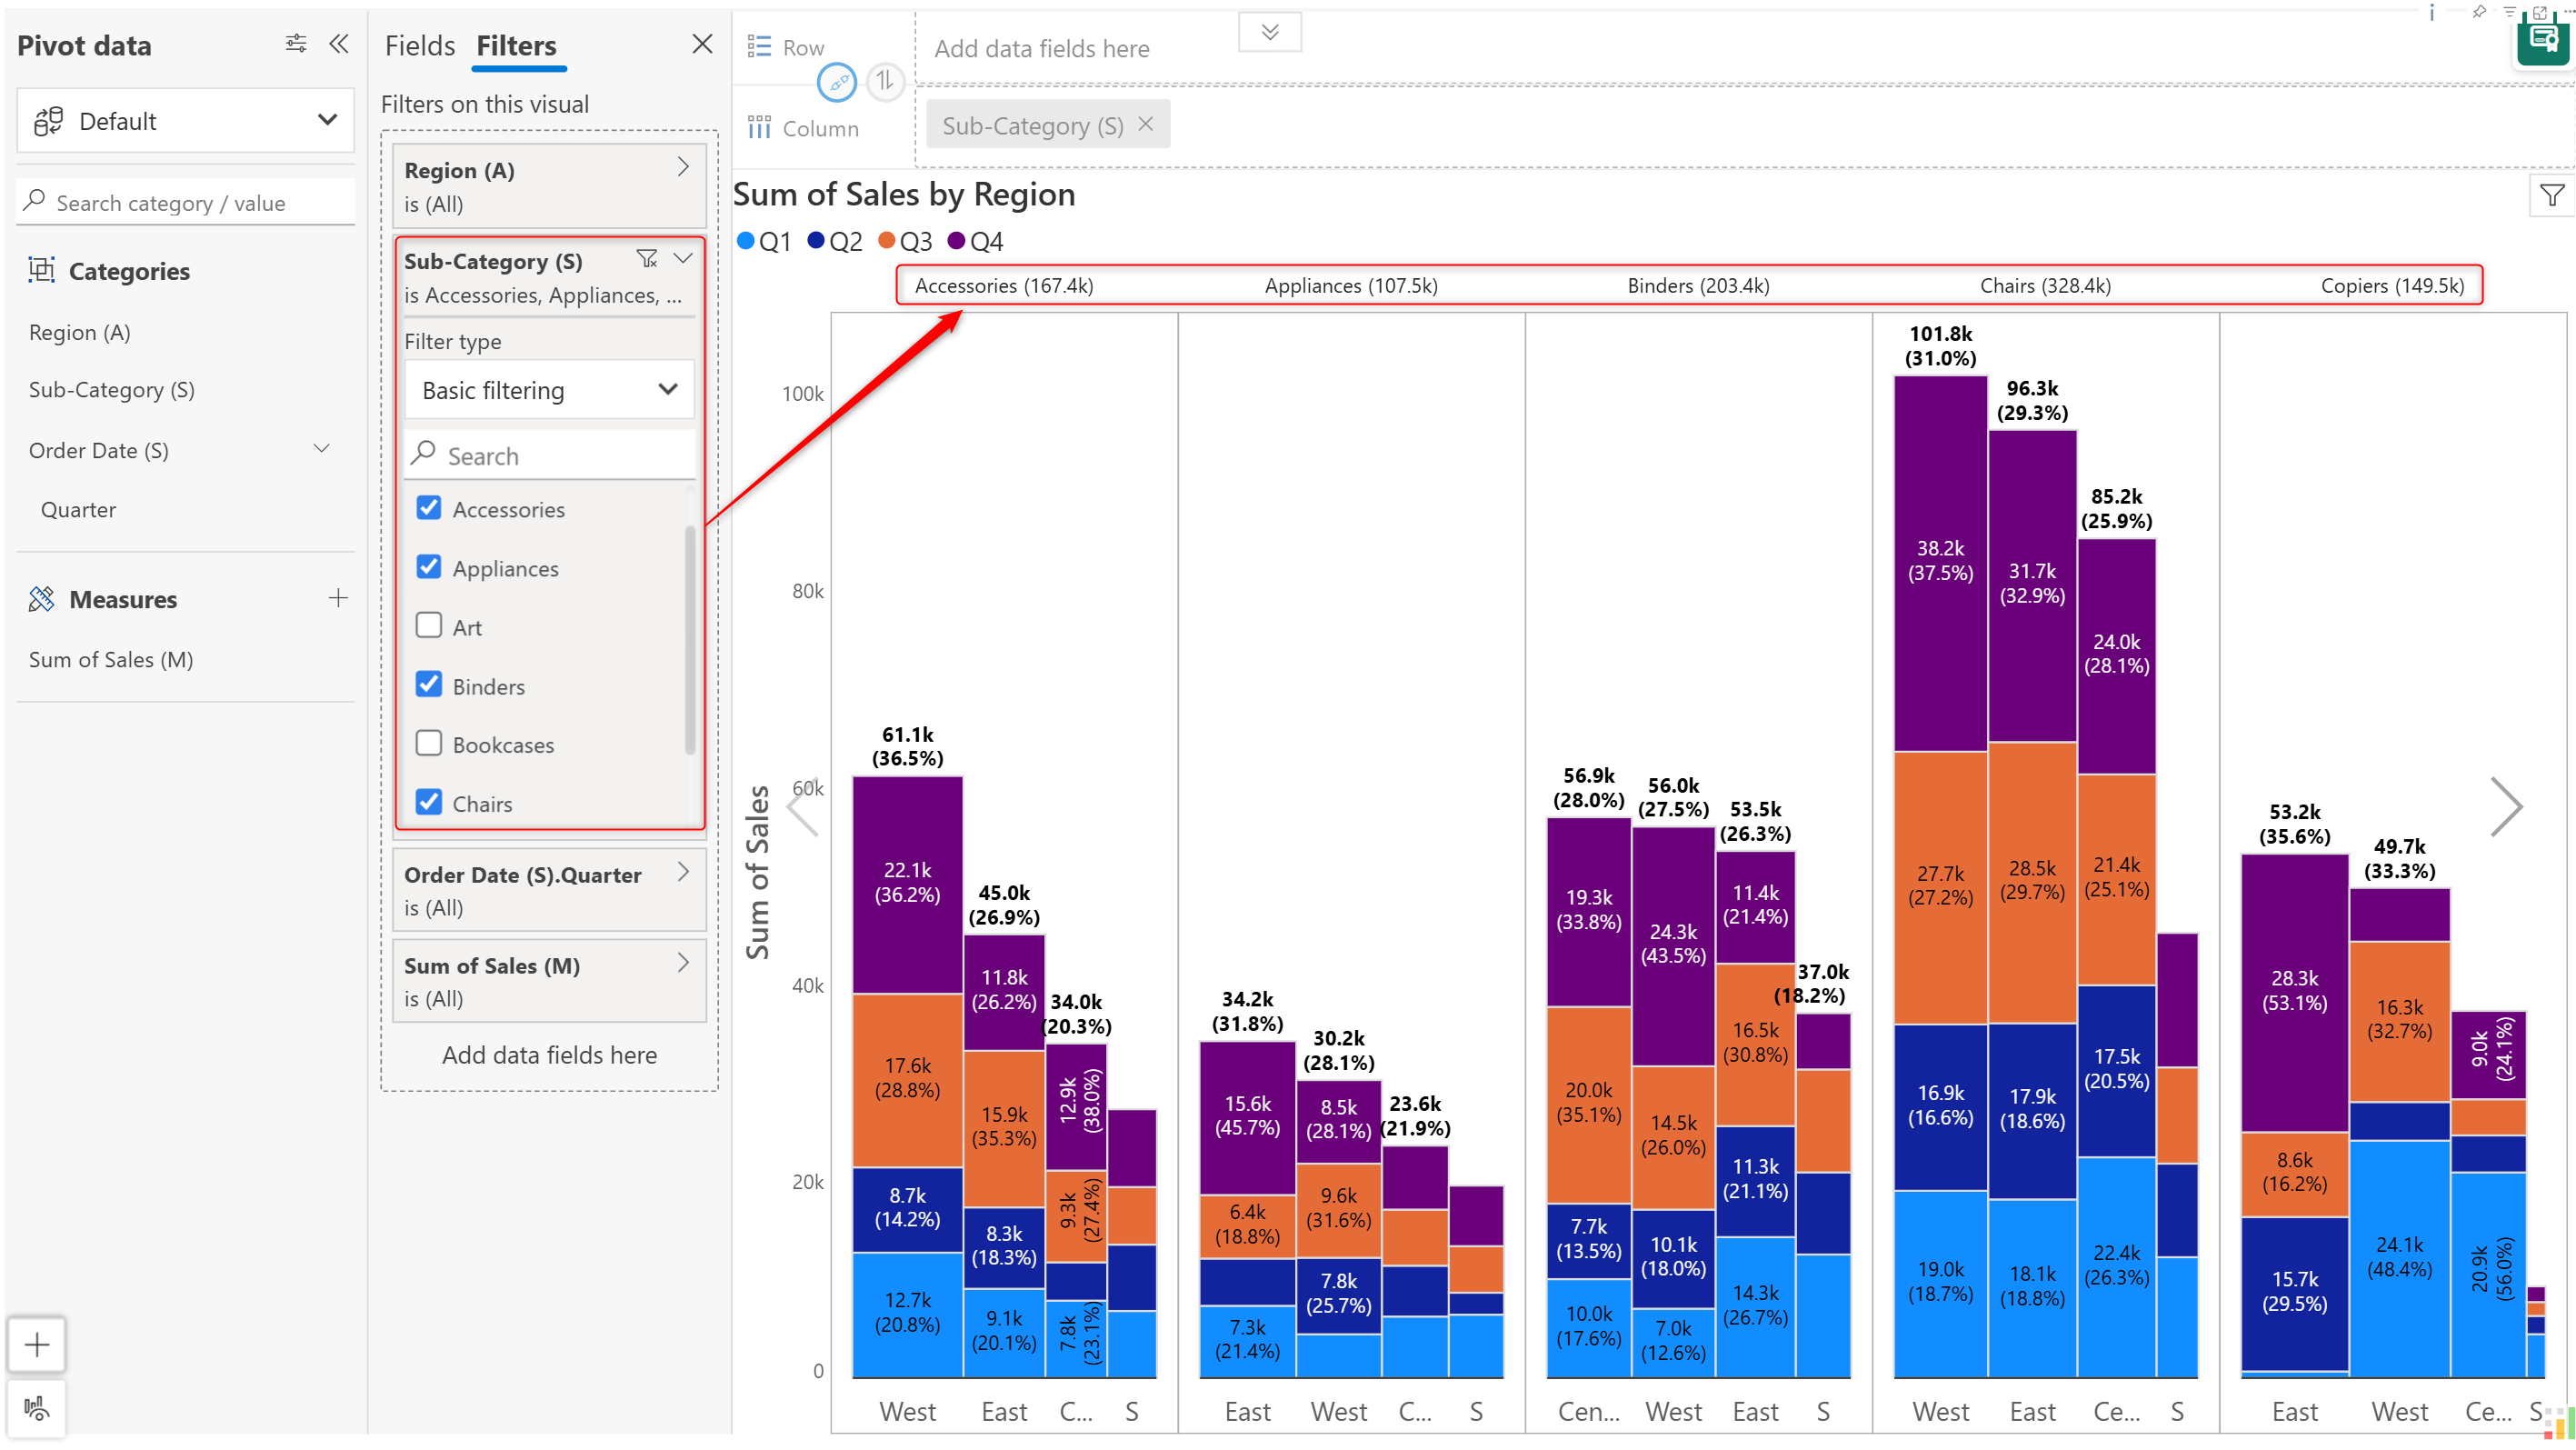 Pivot data
Default
Search category / value
Categories
Region (A)
Sub-Category (S)
Order Date (S)
Quarter
Measures
Sum of Sales (M)
Fields
Filters
Filters on this visual
Region (A)
is (All)
Sub-Category (S)
is Accessories, Appliances, ...
Filter type
Basic filtering
Search
Accessories
Appliances
Art
Binders
Bookcases
Chairs
Order Date (S).Quarter
is (All)
Sum of Sales (M)
is (All)
Add data fields here
Row
Add data fields here
Column
Sub-Category (S)
Sum of Sales by Region
Q1 Q2 Q3 Q4
Accessories (167.4k) Appliances (107.5k) Binders (203.4k) Chairs (328.4k) Copiers (149.5k)
Sum of Sales
100k
80k
60k
40k
20k
0
61.1k
(36.5%)
22.1k
(36.2%)
17.6k
(28.8%)
8.7k
(14.2%)
12.7k
(20.8%)
45.0k
(26.9%)
11.8k
(26.2%)
15.9k
(35.3%)
8.3k
(18.3%)
9.1k
(20.1%)
34.0k
(20.3%)
12.9k
(38.0%)
9.3k
(27.4%)
7.8k
(23.1%)
West East C... S
34.2k
(31.8%)
15.6k
(45.7%)
6.4k
(18.8%)
7.3k
(21.4%)
30.2k
(28.1%)
8.5k
(28.1%)
9.6k
(31.6%)
7.8k
(25.7%)
23.6k
(21.9%)
East West C... S
56.9k
(28.0%)
19.3k
(33.8%)
20.0k
(35.1%)
7.7k
(13.5%)
10.0k
(17.6%)
56.0k
(27.5%)
24.3k
(43.5%)
14.5k
(26.0%)
10.1k
(18.0%)
7.0k
(12.6%)
53.5k
(26.3%)
11.4k
(21.4%)
16.5k
(30.8%)
11.3k
(21.1%)
14.3k
(26.7%)
37.0k
(18.2%)
Cen... West East S
101.8k
(31.0%)
38.2k
(37.5%)
27.7k
(27.2%)
16.9k
(16.6%)
19.0k
(18.7%)
96.3k
(29.3%)
31.7k
(32.9%)
28.5k
(29.7%)
17.9k
(18.6%)
18.1k
(18.8%)
85.2k
(25.9%)
24.0k
(28.1%)
21.4k
(25.1%)
17.5k
(20.5%)
22.4k
(26.3%)
West East Ce... S
53.2k
(35.6%)
28.3k
(53.1%)
8.6k
(16.2%)
15.7k
(29.5%)
49.7k
(33.3%)
16.3k
(32.7%)
24.1k
(48.4%)
9.0k
(24.1%)
20.9k
(56.0%)
East West Ce... S